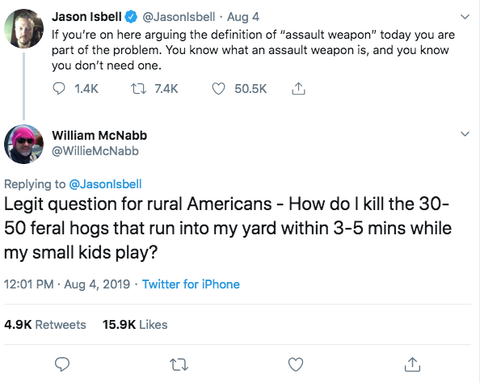 Jason Isbell @JasonIsbell · Aug 4
If you're on here arguing the definition of “assault weapon” today you are
part of the problem. You know what an assault weapon is, and you know
you don't need one.
1.4K 7.4K 50.5K
William McNabb
@WillieMcNabb
Replying to @JasonIsbell
Legit question for rural Americans - How do I kill the 30-
50 feral hogs that run into my yard within 3-5 mins while
my small kids play?
12:01 PM · Aug 4, 2019 · Twitter for iPhone
4.9K Retweets 15.9K Likes